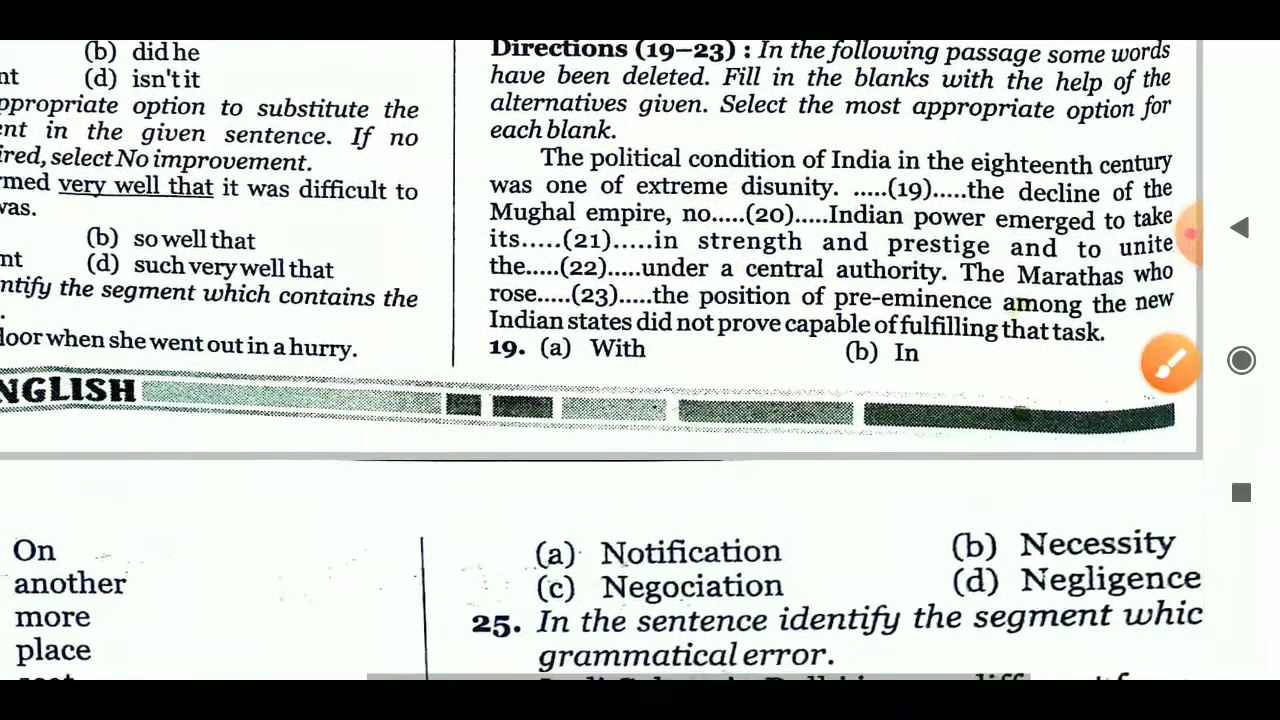 (b) did he
nt (d) isn't it
ppropriate option to substitute the
ent in the given sentence. If no
ired, select No improvement.
rmed very well that it was difficult to
was.
(b) so well that
nt (d) such very well that
ntify the segment which contains the
.
loor when she went out in a hurry.
Directions (19–23) : In the following passage some words
have been deleted. Fill in the blanks with the help of the
alternatives given. Select the most appropriate option for
each blank.
The political condition of India in the eighteenth century
was one of extreme disunity. .....(19).....the decline of the
Mughal empire, no.....(20).....Indian power emerged to take
its.....(21).....in strength and prestige and to unite
the.....(22).....under a central authority. The Marathas who
rose.....(23).....the position of pre-eminence among the new
Indian states did not prove capable of fulfilling that task.
19. (a) With (b) In
NGLISH
On
another
more
place
(a) Notification (b) Necessity
(c) Negociation (d) Negligence
25. In the sentence identify the segment whic
grammatical error.